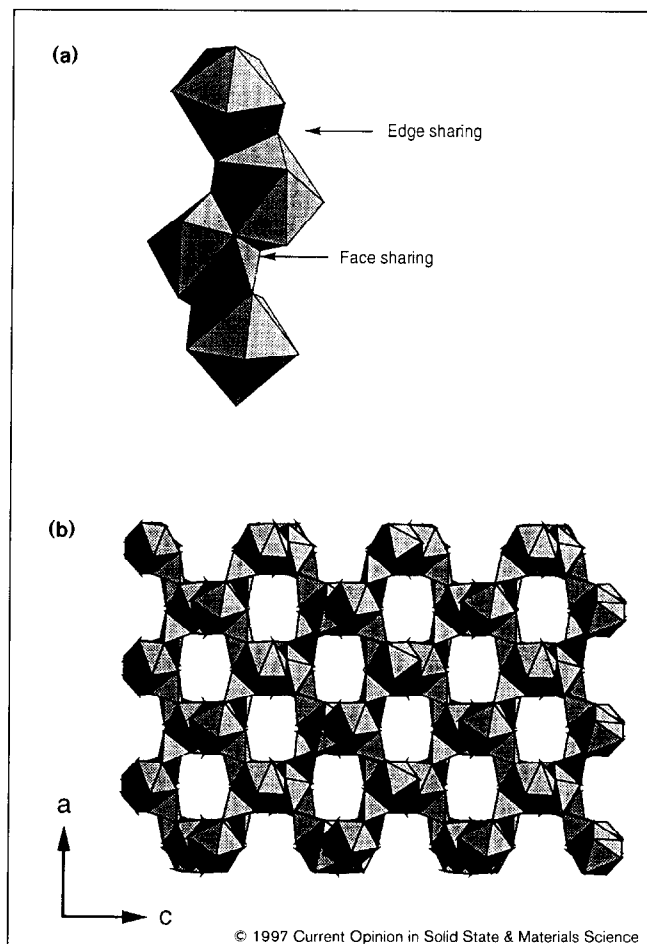 (a)
Edge sharing
Face sharing
(b)
a
c
© 1997 Current Opinion in Solid State & Materials Science